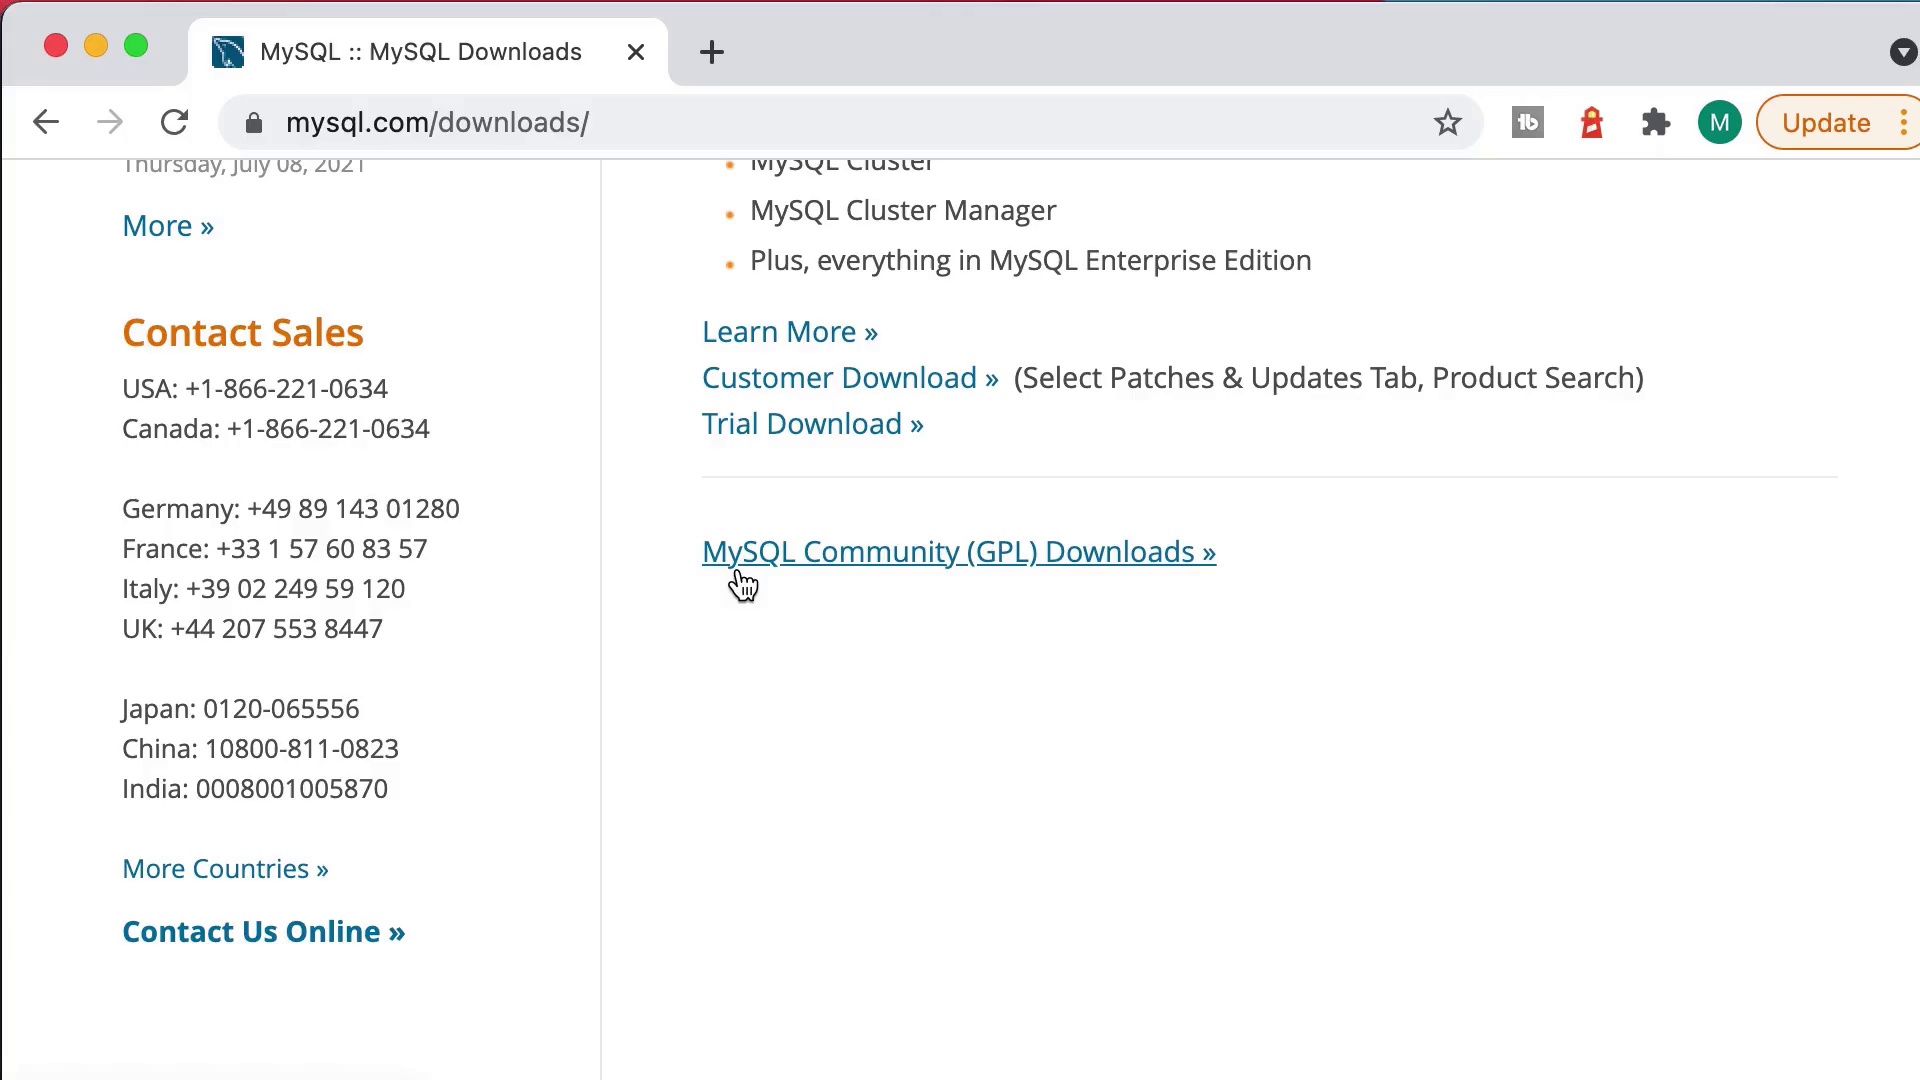 MySQL :: MySQL Downloads
mysql.com/downloads/
M
Update
Thursday, July 08, 2021
More »
Contact Sales
USA: +1-866-221-0634
Canada: +1-866-221-0634
Germany: +49 89 143 01280
France: +33 1 57 60 83 57
Italy: +39 02 249 59 120
UK: +44 207 553 8447
Japan: 0120-065556
China: 10800-811-0823
India: 0008001005870
More Countries »
Contact Us Online »
MySQL Cluster
MySQL Cluster Manager
Plus, everything in MySQL Enterprise Edition
Learn More »
Customer Download » (Select Patches & Updates Tab, Product Search)
Trial Download »
MySQL Community (GPL) Downloads »